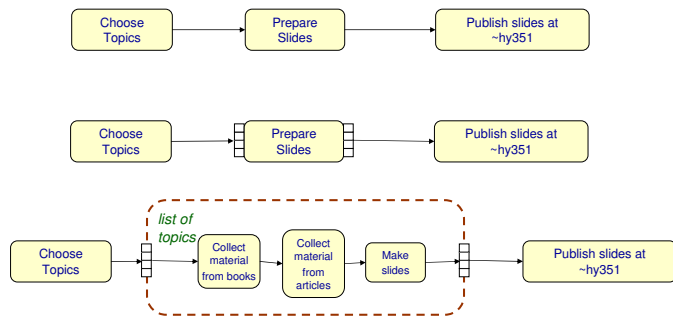 Choose
Topics
Prepare
Slides
Publish slides at
~hy351
Choose
Topics
Prepare
Slides
Publish slides at
~hy351
list of
topics
Choose
Topics
Collect
material
from books
Collect
material
from
articles
Make
slides
Publish slides at
~hy351